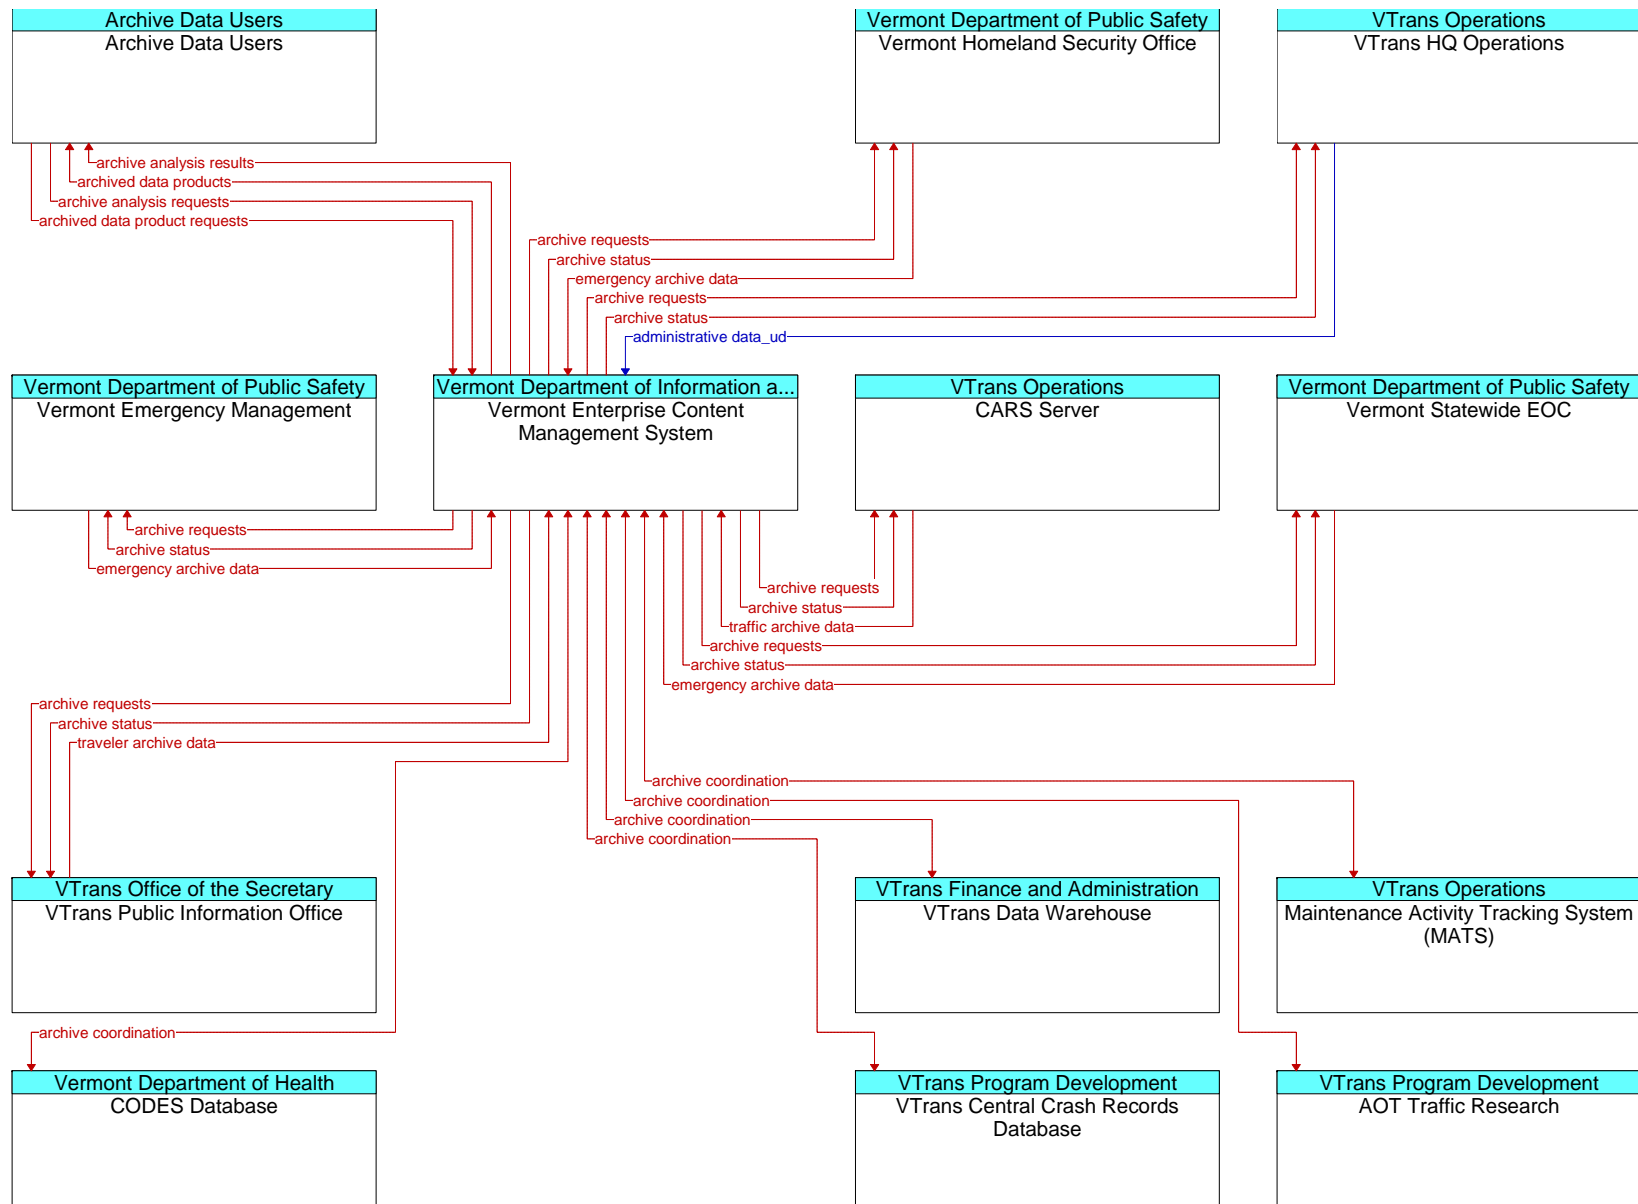 Archive Data Users
Archive Data Users
Vermont Department of Public Safety
Vermont Homeland Security Office
VTrans Operations
VTrans HQ Operations
archive analysis results
archived data products
archive analysis requests
archived data product requests
archive requests
archive status
emergency archive data
archive requests
archive status
administrative data_ud
Vermont Department of Public Safety
Vermont Emergency Management
Vermont Department of Information a...
Vermont Enterprise Content
Management System
VTrans Operations
CARS Server
Vermont Department of Public Safety
Vermont Statewide EOC
archive requests
archive status
emergency archive data
archive requests
archive status
traffic archive data
archive requests
archive status
emergency archive data
archive requests
archive status
traveler archive data
archive coordination
archive coordination
archive coordination
archive coordination
VTrans Office of the Secretary
VTrans Public Information Office
VTrans Finance and Administration
VTrans Data Warehouse
VTrans Operations
Maintenance Activity Tracking System
(MATS)
archive coordination
Vermont Department of Health
CODES Database
VTrans Program Development
VTrans Central Crash Records
Database
VTrans Program Development
AOT Traffic Research